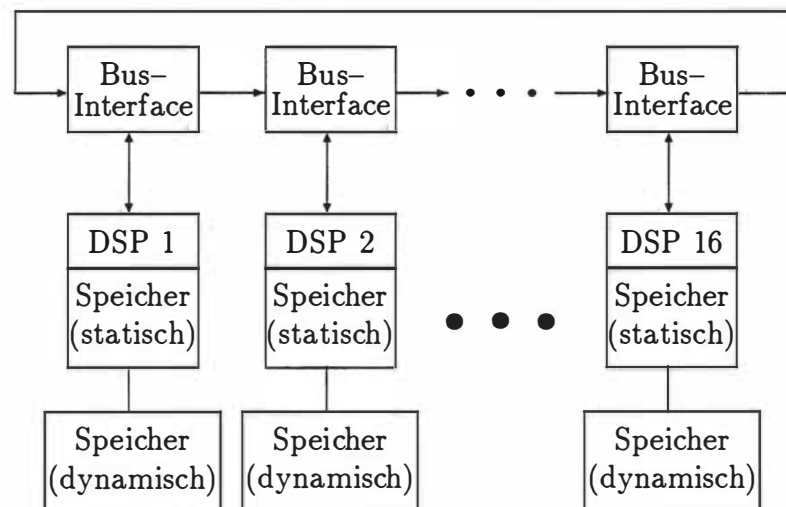 Bus–
Interface
Bus–
Interface
Bus–
Interface
DSP 1
DSP 2
DSP 16
Speicher
(statisch)
Speicher
(statisch)
Speicher
(statisch)
Speicher
(dynamisch)
Speicher
(dynamisch)
Speicher
(dynamisch)